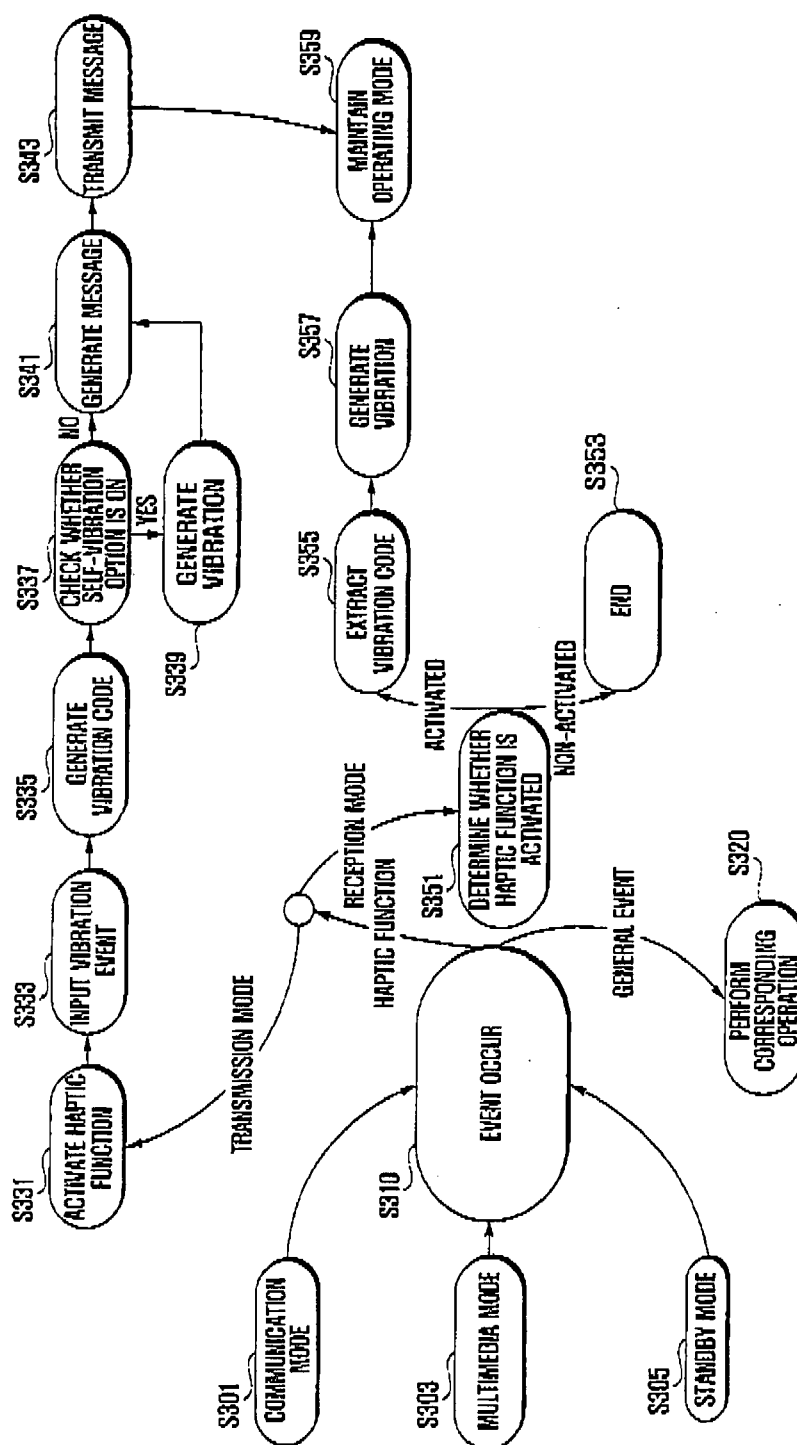 S331
ACTIVATE HAPTIC
FUNCTION
S333
INPUT VIBRATION
EVENT
S335
GENERATE
VIBRATION CODE
S337
CHECK WHETHER
SELF-VIBRATION
OPTION IS ON
NO
YES
S339
GENERATE
VIBRATION
S341
GENERATE MESSAGE
S343
TRANSMIT MESSAGE
TRANSMISSION MODE
RECEPTION MODE
HAPTIC FUNCTION
S301
COMMUNICATION
MODE
S303
MULTIMEDIA MODE
S305
STANDBY MODE
S310
EVENT OCCUR
GENERAL EVENT
S320
PERFORM
CORRESPONDING
OPERATION
S351
DETERMINE WHETHER
HAPTIC FUNCTION IS
ACTIVATED
ACTIVATED
NON-ACTIVATED
S353
END
S355
EXTRACT
VIBRATION CODE
S357
GENERATE
VIBRATION
S359
MAINTAIN
OPERATING MODE